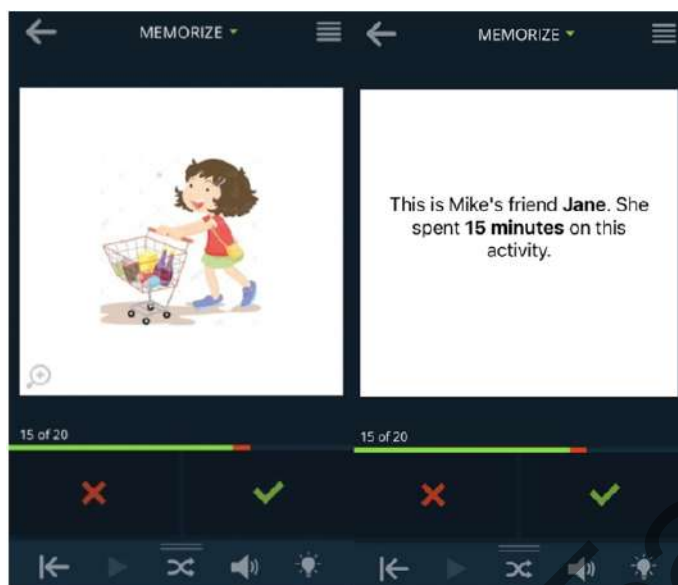 MEMORIZE
15 of 20
MEMORIZE
This is Mike's friend Jane. She
spent 15 minutes on this
activity.
15 of 20